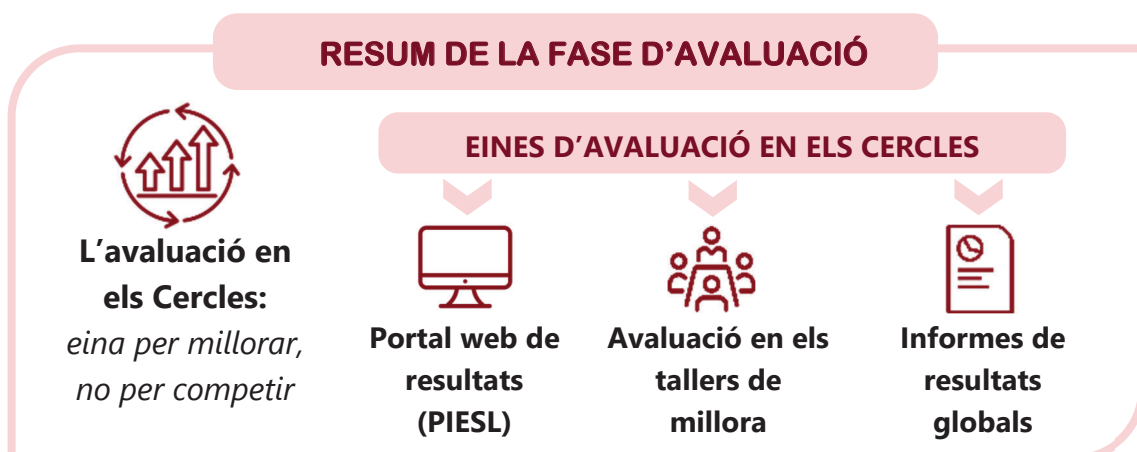 RESUM DE LA FASE D’AVALUACIÓ
EINES D’AVALUACIÓ EN ELS CERCLES
L’avaluació en
els Cercles:
eina per millorar,
no per competir
Portal web de
resultats
(PIESL)
Avaluació en els
tallers de
millora
Informes de
resultats
globals